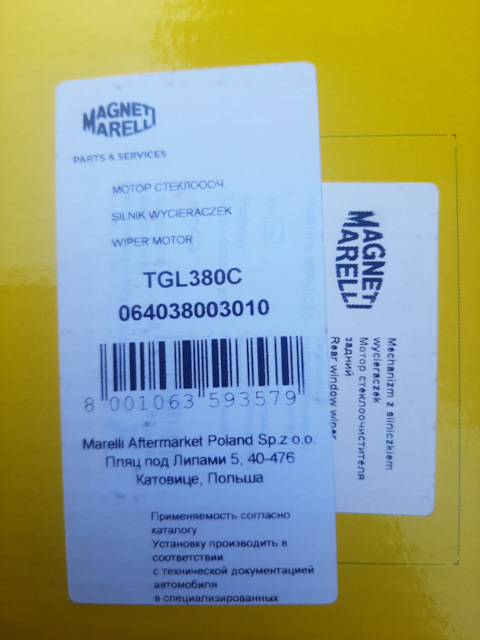 MAGNETI
MARELLI
PARTS & SERVICES
МОТОР СТЕКЛОООЧ.
SILNIK WYCIERACZEK
WIPER MOTOR
TGL380C
064038003010
8 001063 593579
Marelli Aftermarket Poland Sp.z o.o.
Пляц под Липами 5, 40-476
Катовице, Польша
Применяемость согласно
каталогу
Установку производить в
соответствии
с технической документацией
автомобиля
в специализированных
MAGNETI
MARELLI
Mechanizm z silniczkiem
wycieraczek
Мотор стеклоочистителя
задний
Rear window wiper